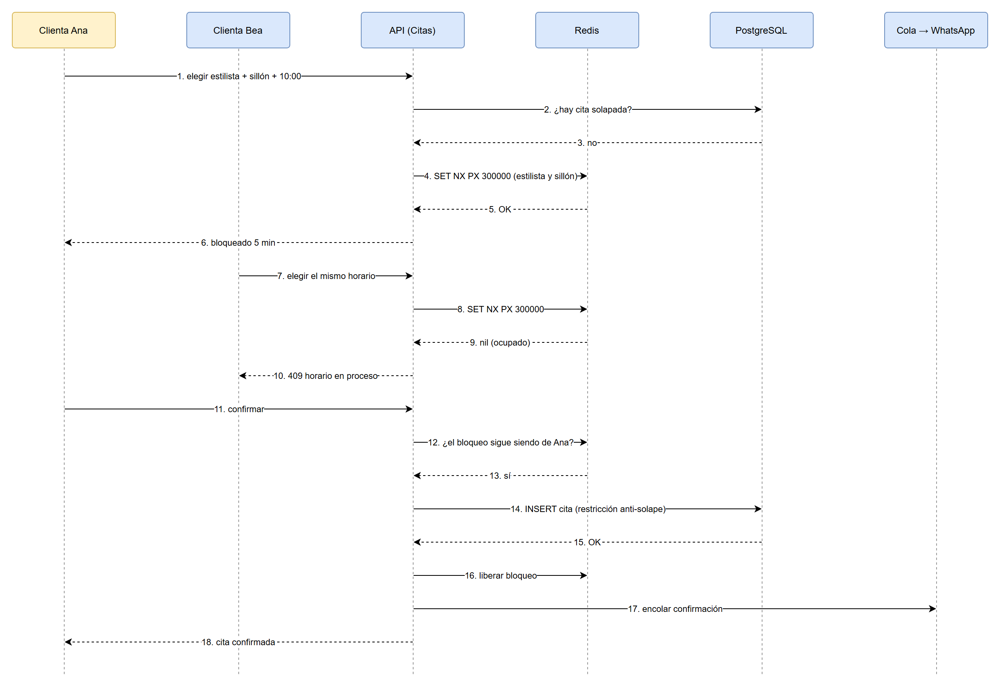 Clienta Ana
Clienta Bea
API (Citas)
Redis
PostgreSQL
Cola → WhatsApp
1. elegir estilista + sillón + 10:00
2. ¿hay cita solapada?
3. no
4. SET NX PX 300000 (estilista y sillón)
5. OK
6. bloqueado 5 min
7. elegir el mismo horario
8. SET NX PX 300000
9. nil (ocupado)
10. 409 horario en proceso
11. confirmar
12. ¿el bloqueo sigue siendo de Ana?
13. sí
14. INSERT cita (restricción anti-solape)
15. OK
16. liberar bloqueo
17. encolar confirmación
18. cita confirmada